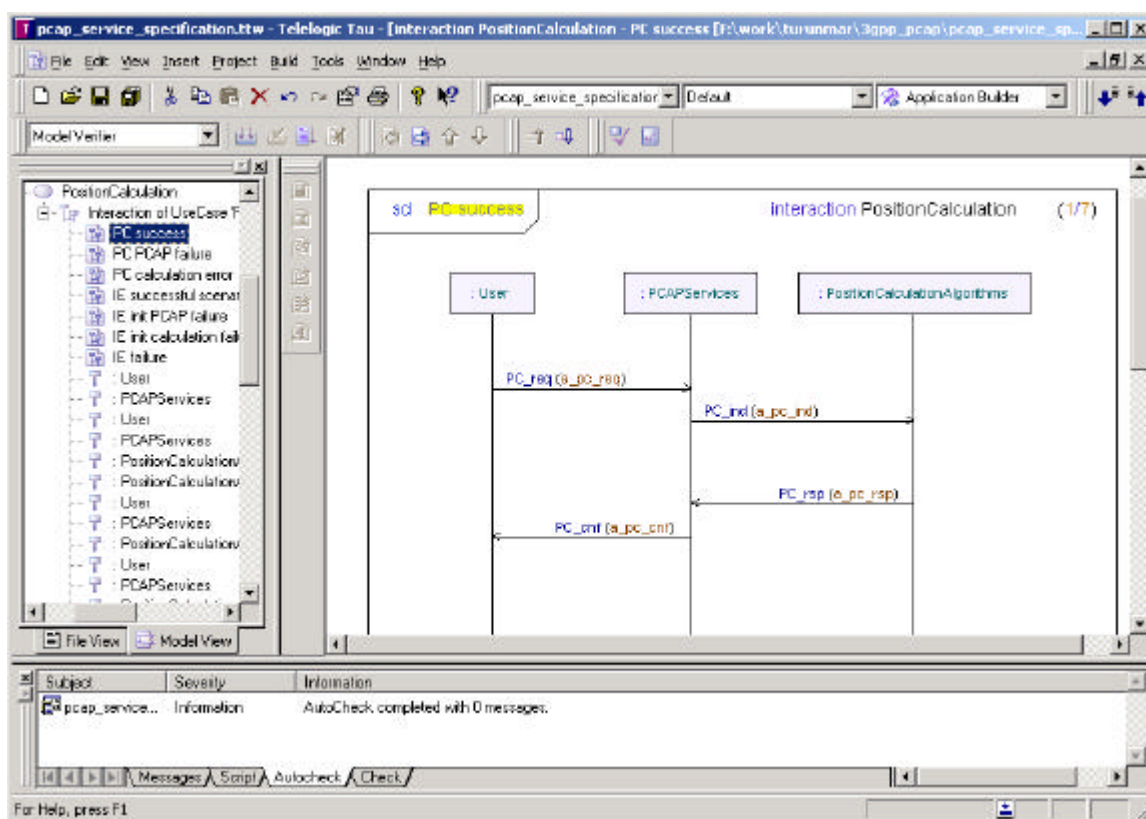 pcap_service_specification.ttw - Telelogic Tau - [interaction PositionCalculation - PC success [F:\work\turunmar\3gpp_pcap\pcap_service_sp...
File Edit View Insert Project Build Tools Window Help
pcap_service_specification Default Application Builder
Model Verifier
PositionCalculation
Interaction of UseCase 'F
PC success
PC PCAP failure
PC calculation error
IE successful scenar
IE init PCAP failure
IE init calculation fail
IE failure
: User
: PCAPServices
: User
: PCAPServices
: PositionCalculation
: PositionCalculation
: User
: PCAPServices
: PositionCalculation
: User
: PCAPServices
File View Model View
sd PC success
interaction PositionCalculation (1/7)
: User : PCAPServices : PositionCalculationAlgorithms
PC_req (a_pc_req)
PC_ind (a_pc_ind)
PC_rsp (a_pc_rsp)
PC_cnf (a_pc_cnf)
Subject Severity Information
pcap_service... Information AutoCheck completed with 0 messages.
Messages Script Autocheck Check
For Help, press F1